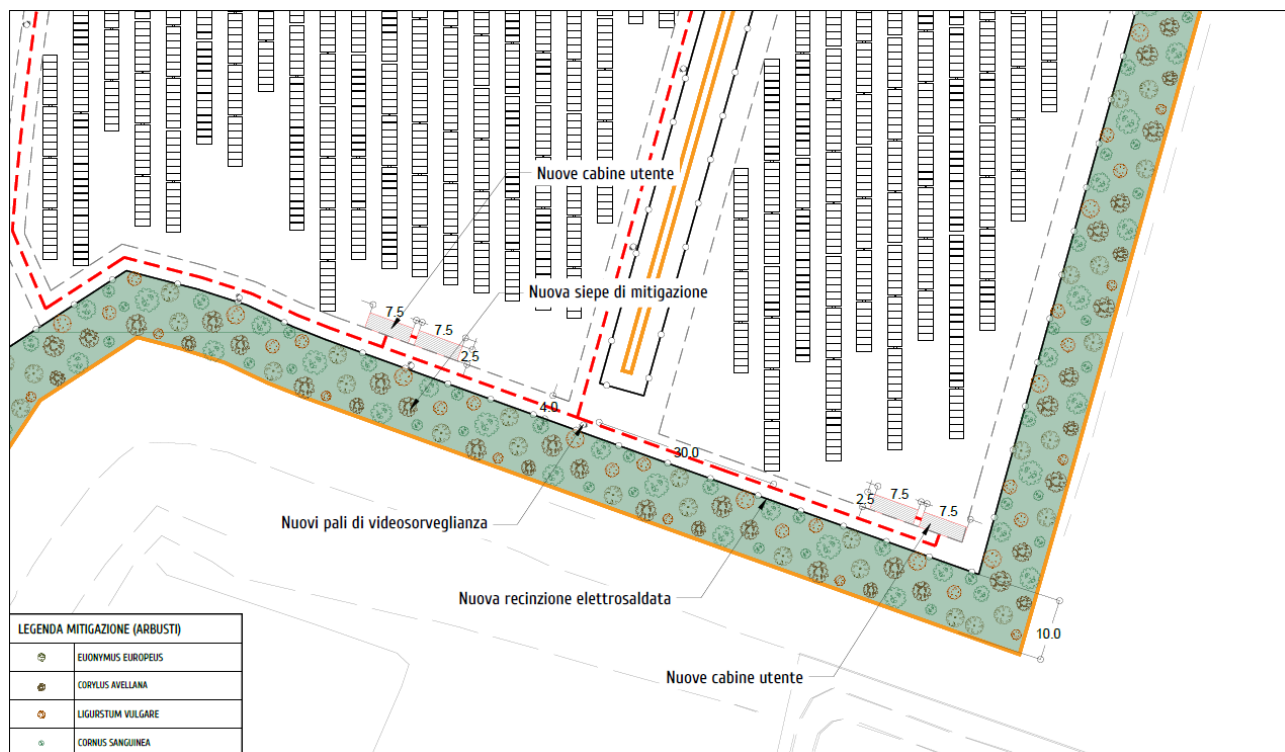 Nuove cabine utente
Nuova siepe di mitigazione
7.5
7.5
2.5
4.0
30.0
7.5
2.5
7.5
Nuovi pali di videosorveglianza
Nuova recinzione elettrosaldata
10.0
Nuove cabine utente
LEGENDA MITIGAZIONE (ARBUSTI)
EUONYMUS EUROPEUS
CORYLUS AVELLANA
LIGURSTUM VULGARE
CORNUS SANGUINEA